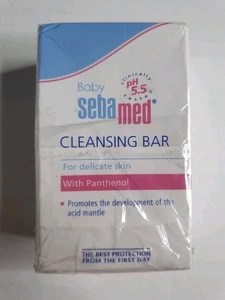 Baby
sebamed®
clinically
pH
5.5
CLEANSING BAR
For delicate skin
With Panthenol
• Promotes the development of the
acid mantle
THE BEST PROTECTION
FROM THE FIRST DAY